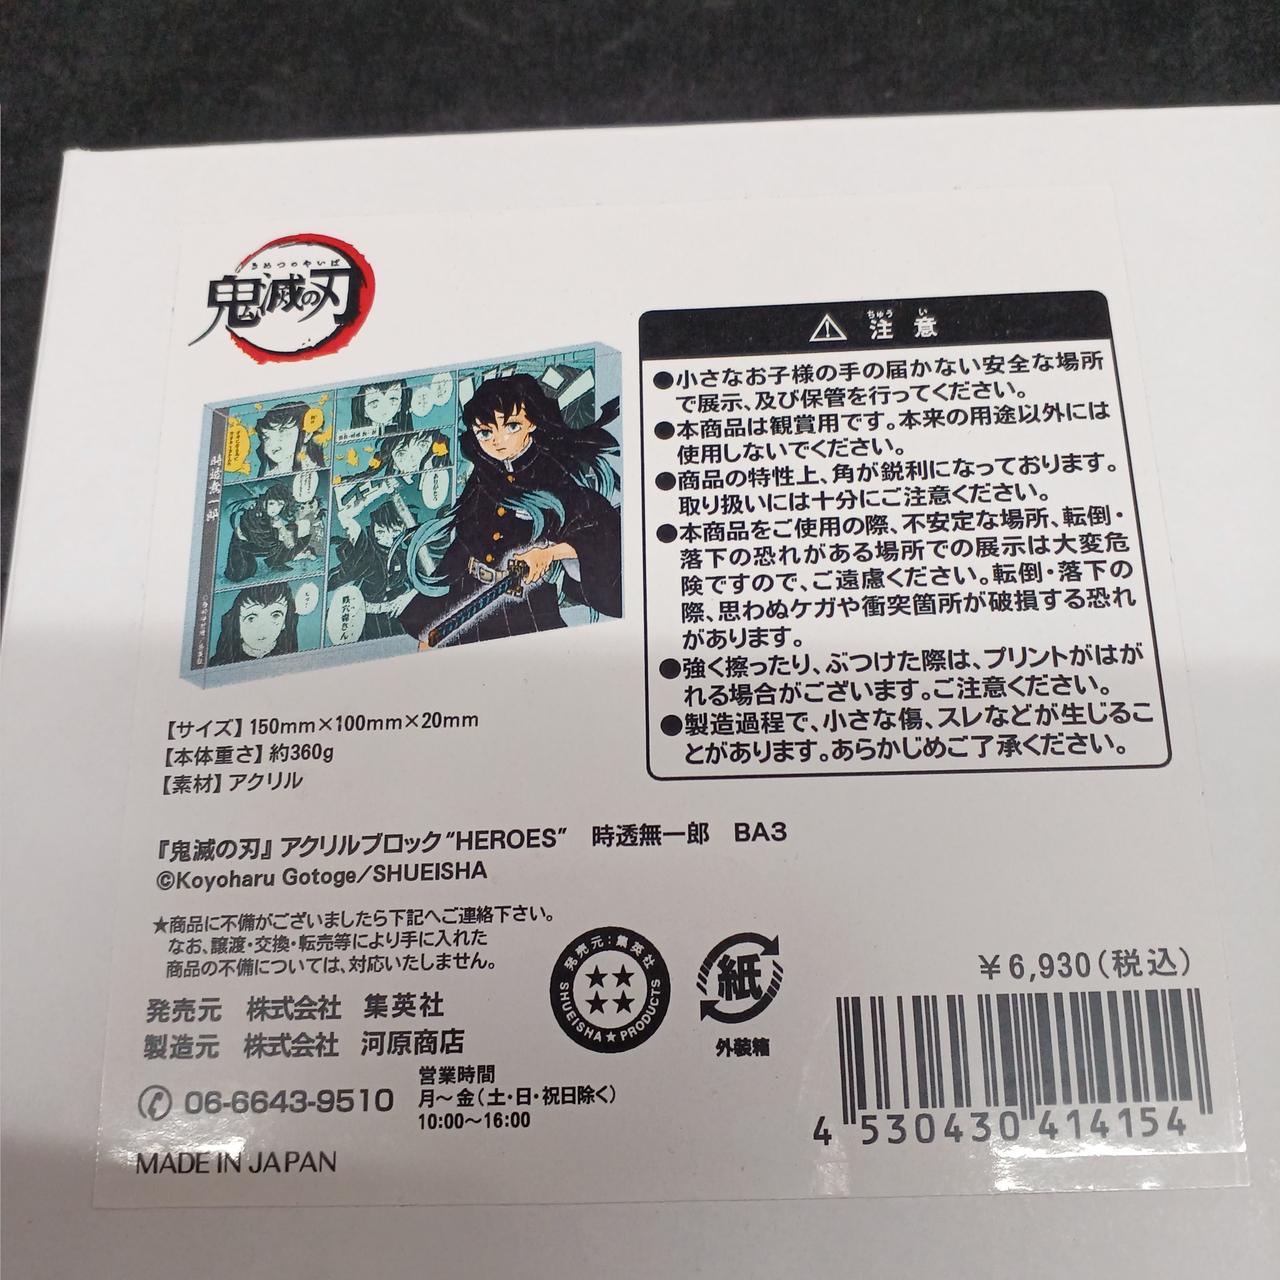 きめつのやいば
鬼滅の刃
時透無一郎
鉄穴森さん
【サイズ】150mm×100mm×20mm
【本体重さ】約360g
【素材】アクリル
ちゅう い
注意
●小さなお子様の手の届かない安全な場所
で展示、及び保管を行ってください。
●本商品は観賞用です。本来の用途以外には
使用しないでください。
●商品の特性上、角が鋭利になっております。
取り扱いには十分にご注意ください。
●本商品をご使用の際、不安定な場所、転倒・
落下の恐れがある場所での展示は大変危
険ですので、ご遠慮ください。転倒・落下の
際、思わぬケガや衝突箇所が破損する恐れ
があります。
●強く擦ったり、ぶつけた際は、プリントがはが
れる場合がございます。ご注意ください。
●製造過程で、小さな傷、スレなどが生じるこ
とがあります。あらかじめご了承ください。
『鬼滅の刃』アクリルブロック“HEROES” 時透無一郎 BA3
©Koyoharu Gotoge/SHUEISHA
★商品に不備がございましたら下記へご連絡下さい。
なお、譲渡・交換・転売等により手に入れた
商品の不備については、対応いたしません。
発売元 株式会社 集英社
製造元 株式会社 河原商店
06-6643-9510
営業時間
月～金(土・日・祝日除く)
10:00～16:00
MADE IN JAPAN
発売元:集英社
SHUEISHA★PRODUCTS
紙
外装箱
￥6,930(税込)
4 530430 414154